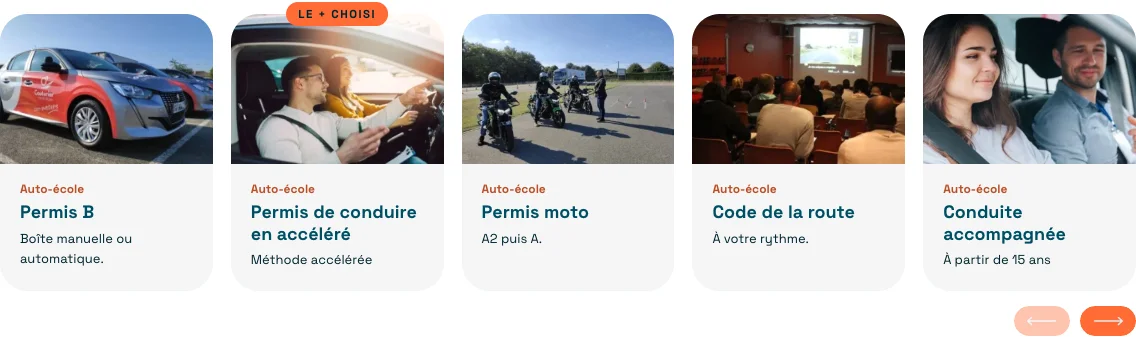 LE + CHOISI
Auto-école
Permis B
Boîte manuelle ou
automatique.
Auto-école
Permis de conduire
en accéléré
Méthode accélérée
Auto-école
Permis moto
A2 puis A.
Auto-école
Code de la route
À votre rythme.
Auto-école
Conduite
accompagnée
À partir de 15 ans